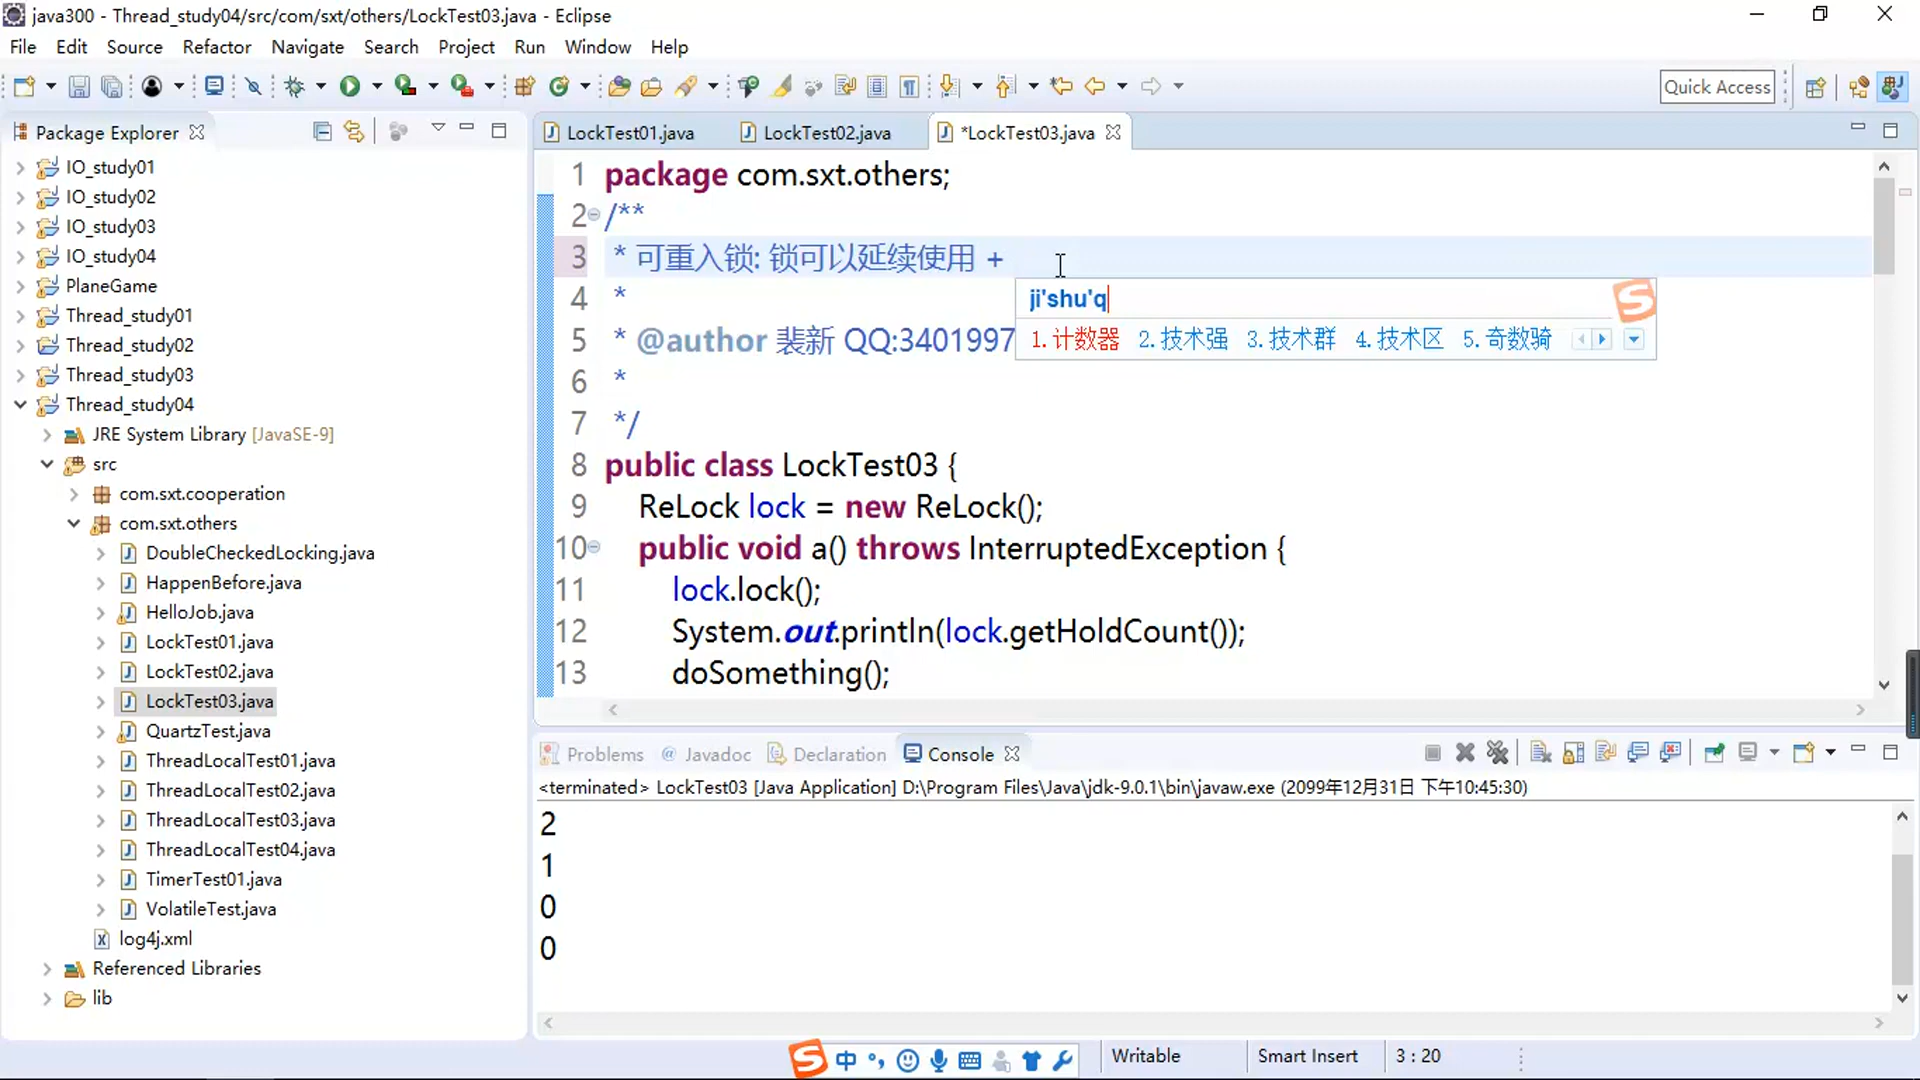 java300 - Thread_study04/src/com/sxt/others/LockTest03.java - Eclipse
File Edit Source Refactor Navigate Search Project Run Window Help
Quick Access
Package Explorer
IO_study01
IO_study02
IO_study03
IO_study04
PlaneGame
Thread_study01
Thread_study02
Thread_study03
Thread_study04
JRE System Library [JavaSE-9]
src
com.sxt.cooperation
com.sxt.others
DoubleCheckedLocking.java
HappenBefore.java
HelloJob.java
LockTest01.java
LockTest02.java
LockTest03.java
QuartzTest.java
ThreadLocalTest01.java
ThreadLocalTest02.java
ThreadLocalTest03.java
ThreadLocalTest04.java
TimerTest01.java
VolatileTest.java
log4j.xml
Referenced Libraries
lib
LockTest01.java LockTest02.java *LockTest03.java
1 package com.sxt.others;
2 /**
3 * 可重入锁: 锁可以延续使用 +
4 *
5 * @author 裴新 QQ:3401997
6 *
7 */
8 public class LockTest03 {
9 ReLock lock = new ReLock();
10 public void a() throws InterruptedException {
11 lock.lock();
12 System.out.println(lock.getHoldCount());
13 doSomething();
ji'shu'q
1.计数器 2.技术强 3.技术群 4.技术区 5.奇数骑
Problems @ Javadoc Declaration Console
<terminated> LockTest03 [Java Application] D:\Program Files\Java\jdk-9.0.1\bin\javaw.exe (2099年12月31日 下午10:45:30)
2
1
0
0
中
Writable Smart Insert 3 : 20